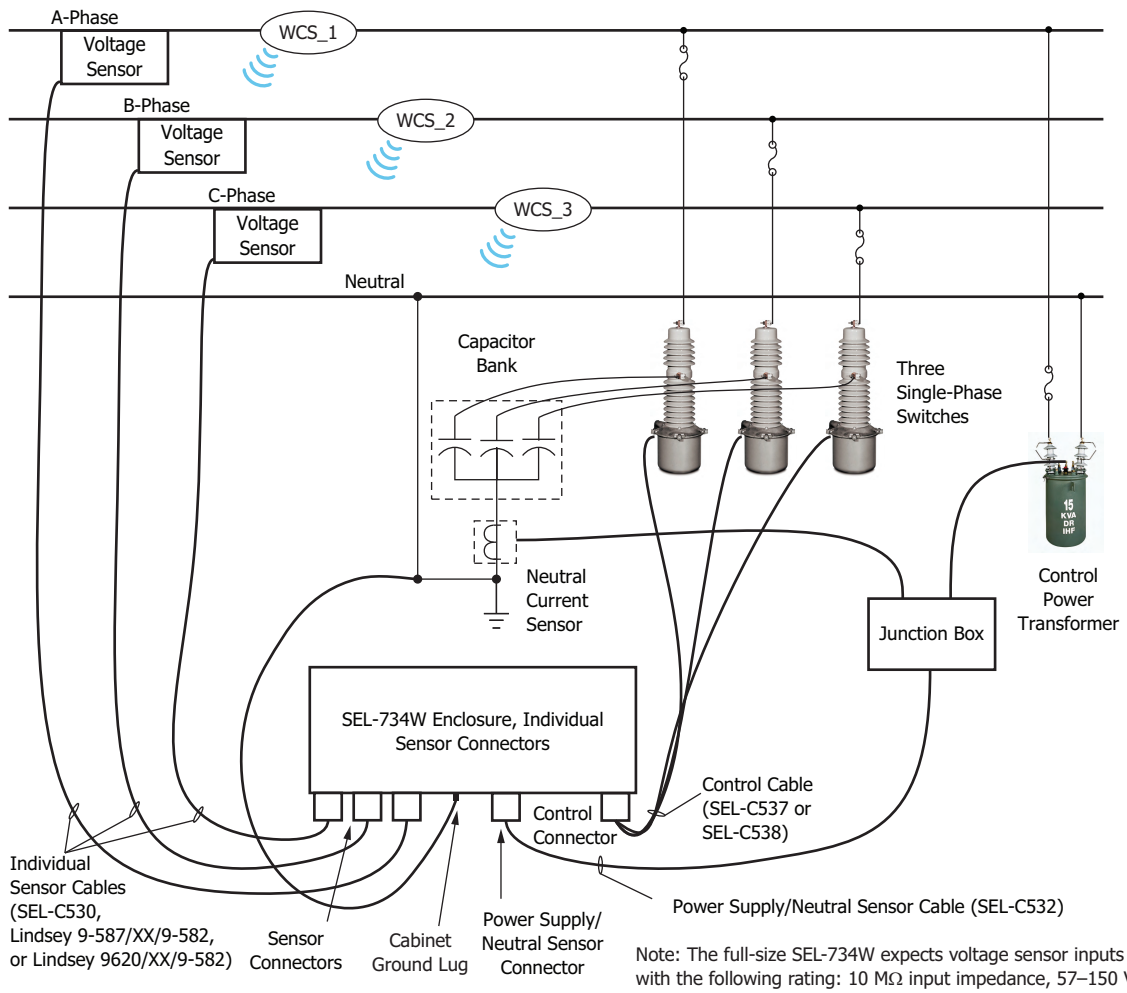 A-Phase
Voltage
Sensor
WCS_1
B-Phase
Voltage
Sensor
WCS_2
C-Phase
Voltage
Sensor
WCS_3
Neutral
Capacitor
Bank
Three
Single-Phase
Switches
15
KVA
DR
IHF
Control
Power
Transformer
Neutral
Current
Sensor
Junction Box
SEL-734W Enclosure, Individual
Sensor Connectors
Control
Connector
Control Cable
(SEL-C537 or
SEL-C538)
Individual
Sensor Cables
(SEL-C530,
Lindsey 9-587/XX/9-582,
or Lindsey 9620/XX/9-582)
Sensor
Connectors
Cabinet
Ground Lug
Power Supply/
Neutral Sensor
Connector
Power Supply/Neutral Sensor Cable (SEL-C532)
Note: The full-size SEL-734W expects voltage sensor inputs
with the following rating: 10 MΩ input impedance, 57–150 V